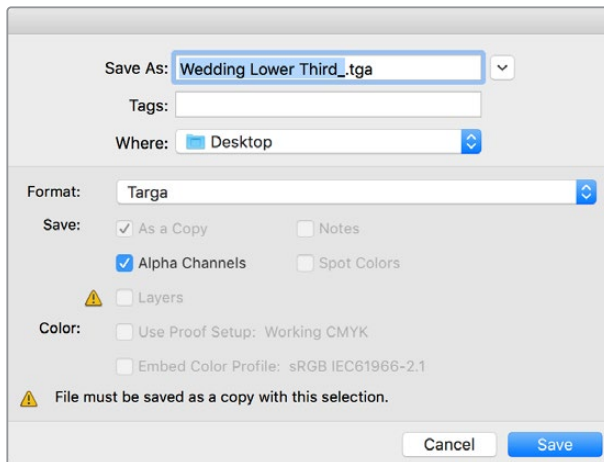 Save As: Wedding Lower Third_.tga
Tags:
Where: Desktop
Format: Targa
Save: As a Copy Notes
Alpha Channels Spot Colors
Layers
Color: Use Proof Setup: Working CMYK
Embed Color Profile: sRGB IEC61966-2.1
File must be saved as a copy with this selection.
Cancel Save